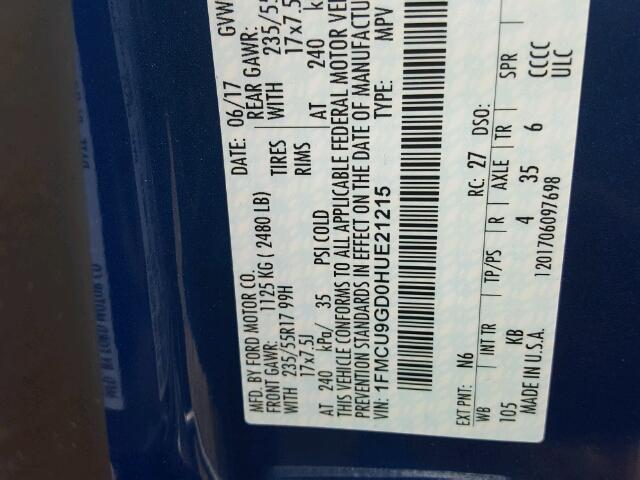 MFD. BY FORD MOTOR CO.
DATE: 06/17 GVW
FRONT GAWR: 1125 KG ( 2480 LB) REAR GAWR:
WITH 235/55R17 99H TIRES WITH 235/55
17x7.5J RIMS 17x7.5
AT 240 kPa/ 35 PSI COLD AT 240 k
THIS VEHICLE CONFORMS TO ALL APPLICABLE FEDERAL MOTOR VE
PREVENTION STANDARDS IN EFFECT ON THE DATE OF MANUFACTU
VIN: 1FMCU9GD0HUE21215 TYPE: MPV
EXT PNT: N6 RC: 27 DSO:
WB INT TR TP/PS R AXLE TR SPR
105 KB 4 35 6 CCCC
MADE IN U.S.A. 1201706097698 ULC